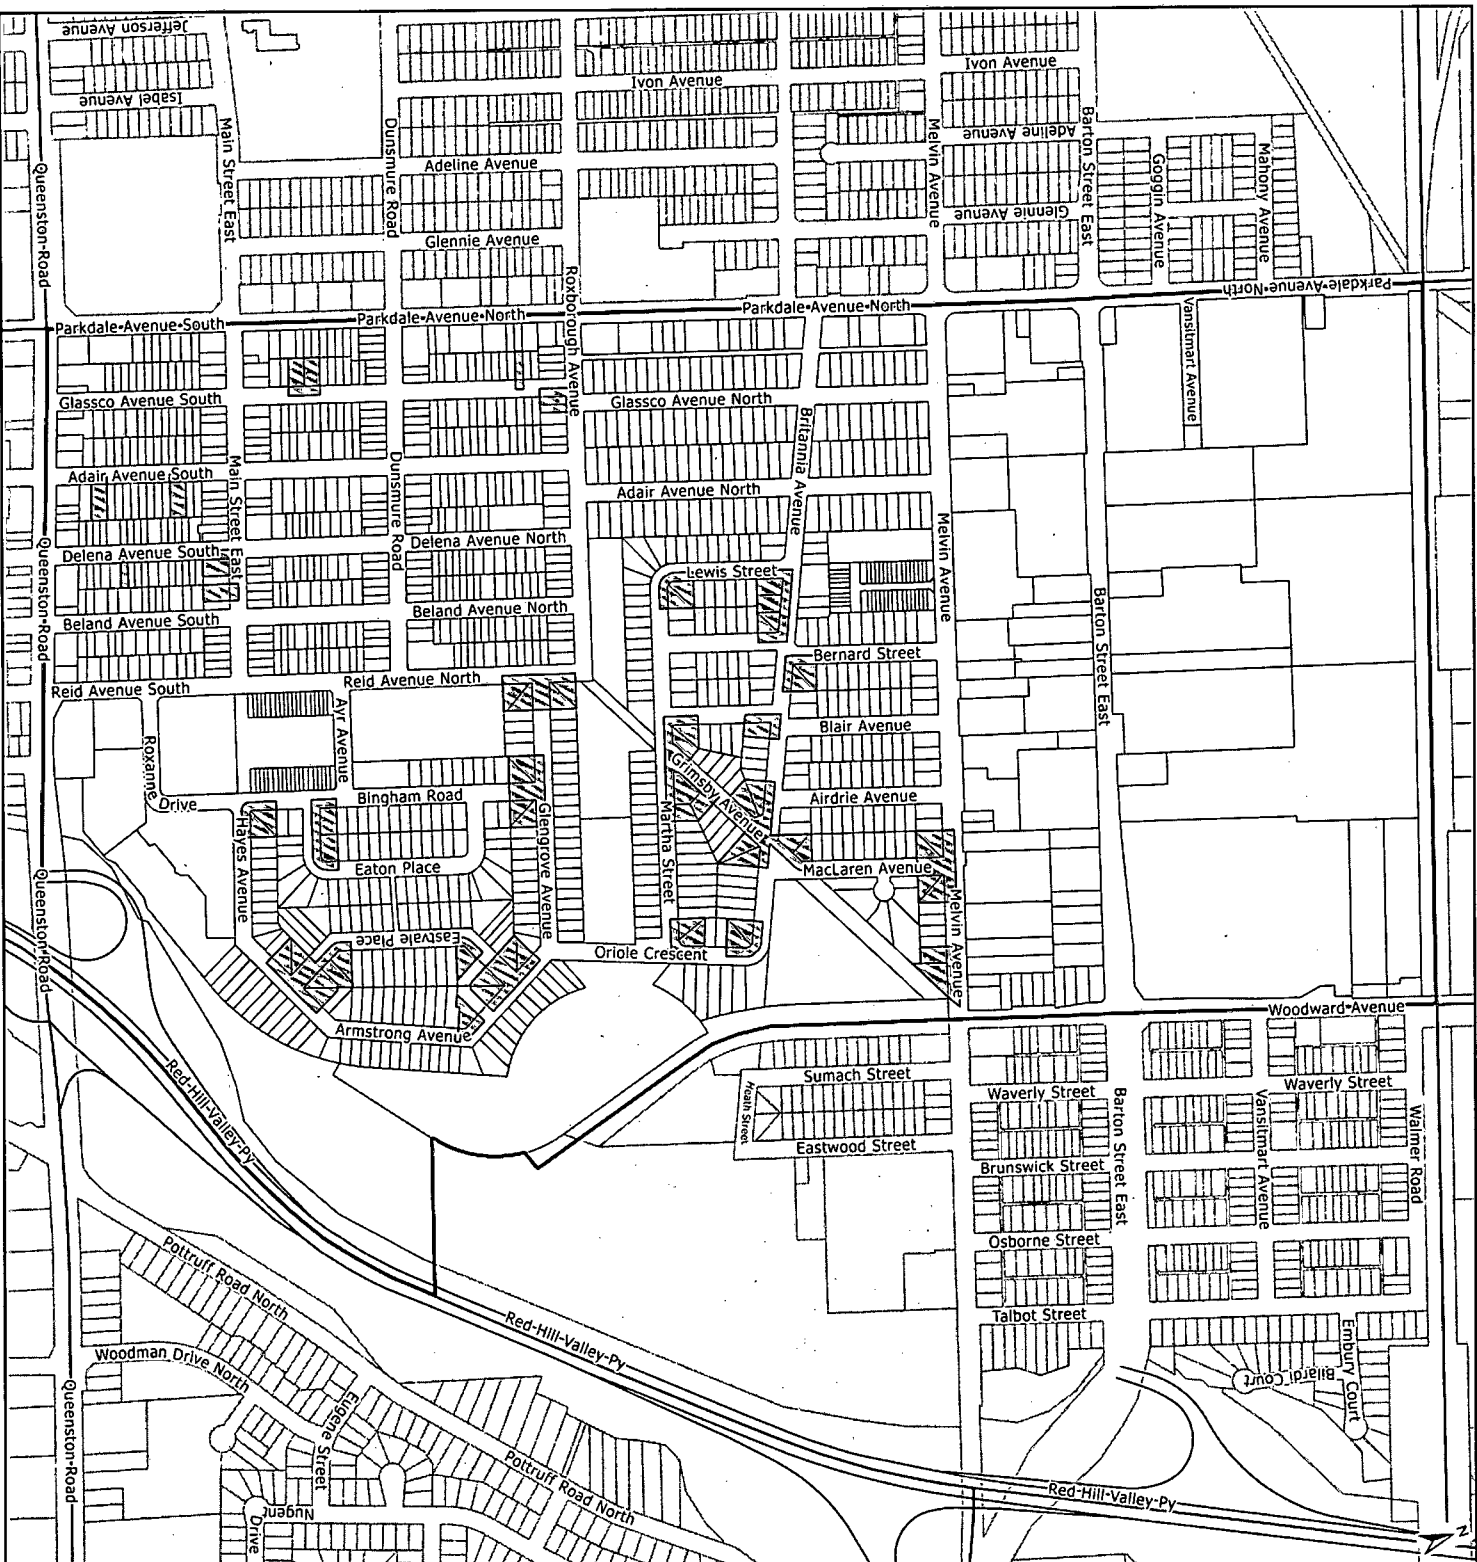 Jefferson Avenue
Isabel Avenue
Ivon Avenue
Ivon Avenue
Adeline Avenue
Adeline Avenue
Glennie Avenue
Glennie Avenue
Queenston-Road
Main Street East
Dunsmure Road
Roxborough Avenue
Melvin Avenue
Barton Street East
Goggin Avenue
Mahony Avenue
Parkdale-Avenue-South
Parkdale-Avenue-North
Parkdale-Avenue-North
Parkdale-Avenue-North
Vansitmart Avenue
Glassco Avenue South
Glassco Avenue North
Britannia Avenue
Adair Avenue South
Adair Avenue North
Main Street East
Dunsmure Road
Delena Avenue South
Delena Avenue North
Queenston-Road
Melvin Avenue
Lewis Street
Beland Avenue South
Beland Avenue North
Barton Street East
Bernard Street
Reid Avenue South
Reid Avenue North
Ayr Avenue
Roxanne
Drive
Blair Avenue
Grimsby Avenue
Bingham Road
Airdrie Avenue
Hayes Avenue
Glengrove Avenue
Martha Street
Eaton Place
MacLaren Avenue
Melvin Avenue
Queenston-Road
Eastvale Place
Oriole Crescent
Armstrong Avenue
Woodward-Avenue
Red-Hill-Valley-Py
Sumach Street
Heath Street
Eastwood Street
Waverly Street
Waverly Street
Barton Street East
Vansitmart Avenue
Walmer Road
Brunswick Street
Osborne Street
Talbot Street
Pottruff Road North
Red-Hill-Valley-Py
Woodman Drive North
Eugene Street
Queenston-Road
Embury Court
Bilardi Court
Pottruff Road North
Red-Hill-Valley-Py
Nugent
Drive
N